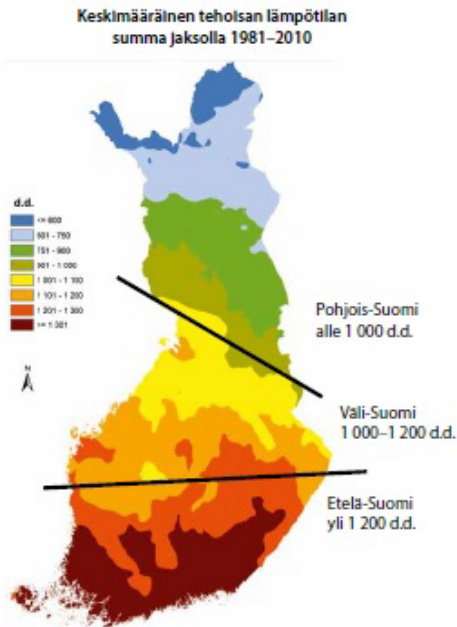 Keskimääräinen tehoisan lämpötilan
summa jaksolla 1981–2010
d.d.
<= 600
601 - 750
751 - 900
901 - 1 000
1 001 - 1 100
1 101 - 1 200
1 201 - 1 300
>= 1 301
N
Pohjois-Suomi
alle 1 000 d.d.
Väli-Suomi
1 000–1 200 d.d.
Etelä-Suomi
yli 1 200 d.d.